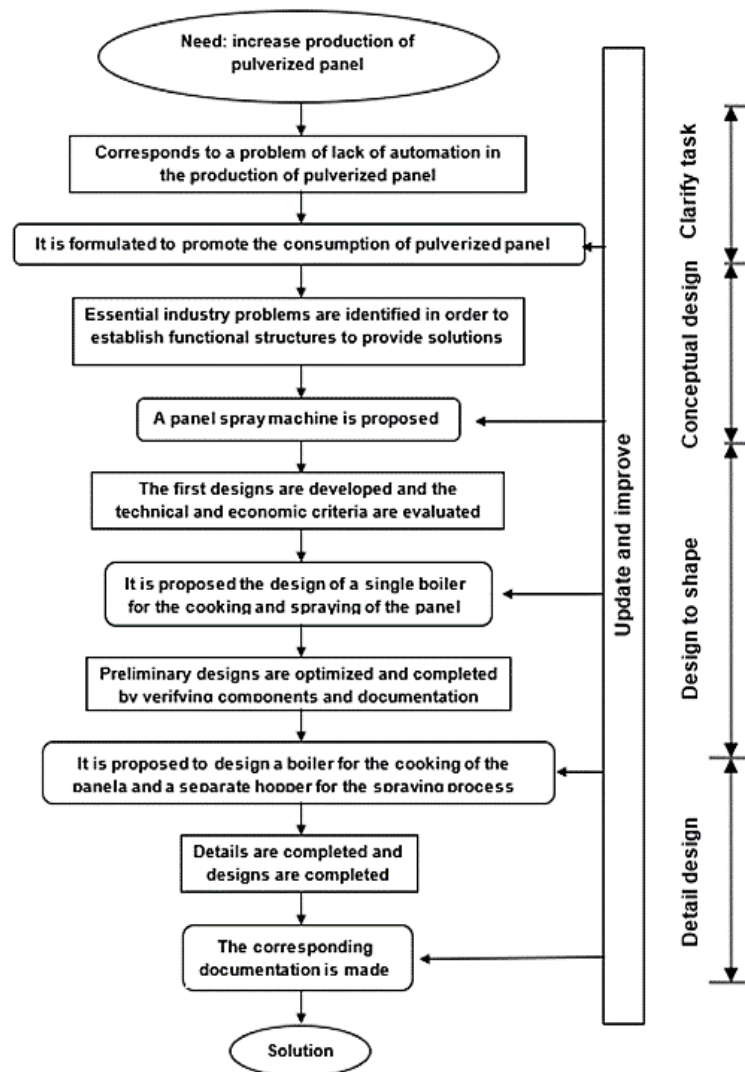 Need: increase production of
pulverized panel
Corresponds to a problem of lack of automation in
the production of pulverized panel
It is formulated to promote the consumption of pulverized panel
Essential industry problems are identified in order to
establish functional structures to provide solutions
A panel spray machine is proposed
The first designs are developed and the
technical and economic criteria are evaluated
It is proposed the design of a single boiler
for the cooking and spraying of the panel
Preliminary designs are optimized and completed
by verifying components and documentation
It is proposed to design a boiler for the cooking of the
panela and a separate hopper for the spraying process
Details are completed and
designs are completed
The corresponding
documentation is made
Solution
Update and improve
Clarify task
Conceptual design
Design to shape
Detail design